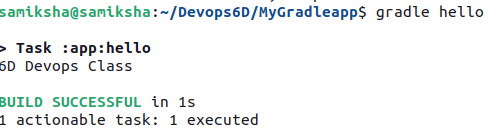 samiksha@samiksha:~/Devops6D/MyGradleapp$ gradle hello
> Task :app:hello
6D Devops Class
BUILD SUCCESSFUL in 1s
1 actionable task: 1 executed